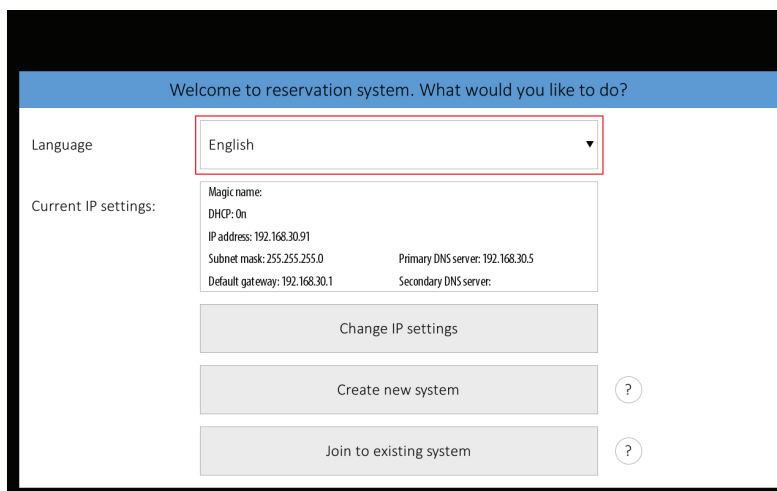 Welcome to reservation system. What would you like to do?
Language
English
Current IP settings:
Magic name:
DHCP: On
IP address: 192.168.30.91
Subnet mask: 255.255.255.0 Primary DNS server: 192.168.30.5
Default gateway: 192.168.30.1 Secondary DNS server:
Change IP settings
Create new system ?
Join to existing system ?